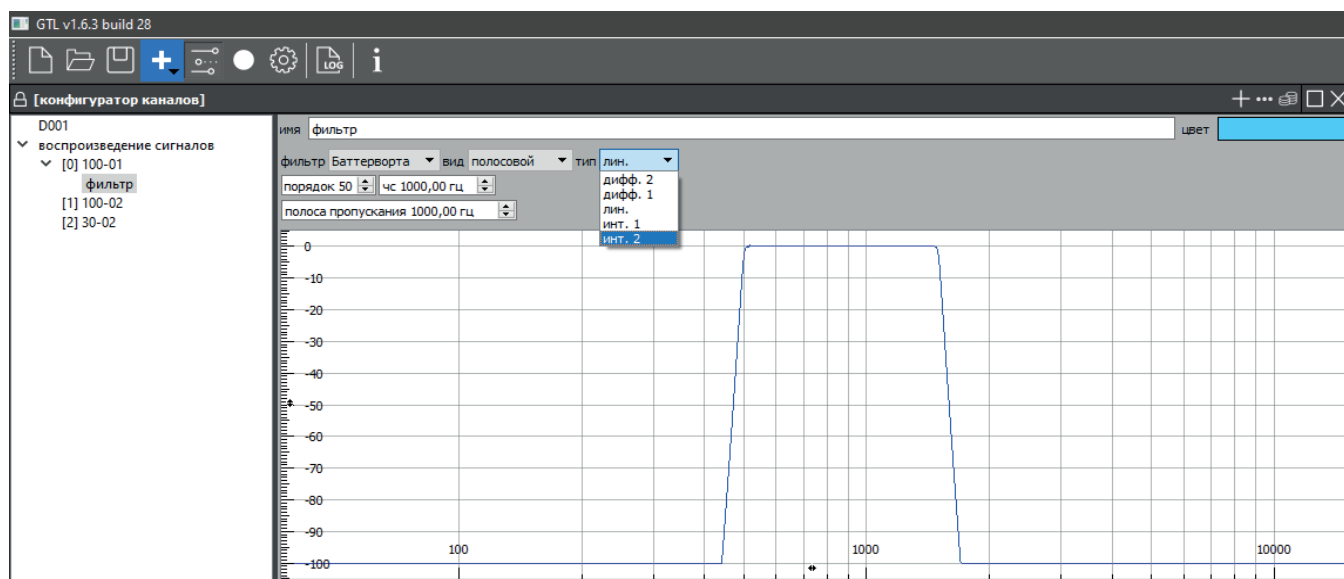 GTL v1.6.3 build 28
LOG i
[конфигуратор каналов]
D001
воспроизведение сигналов
[0] 100-01
фильтр
[1] 100-02
[2] 30-02
имя фильтр цвет
фильтр Баттерворта вид полосовой тип лин.
порядок 50 чс 1000,00 гц
полоса пропускания 1000,00 гц
дифф. 2
дифф. 1
лин.
инт. 1
инт. 2
0
-10
-20
-30
-40
-50
-60
-70
-80
-90
-100
100 1000 10000